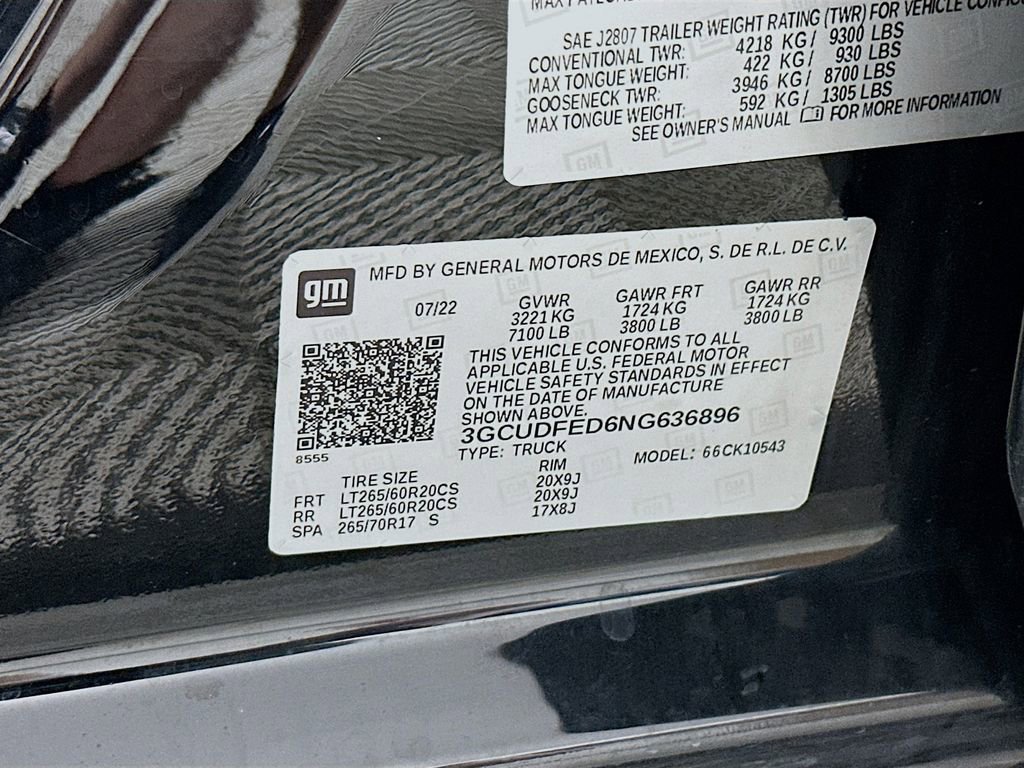 SAE J2807 TRAILER WEIGHT RATING (TWR) FOR VEHICLE
CONVENTIONAL TWR: 4218 KG/ 9300 LBS
MAX TONGUE WEIGHT: 422 KG/ 930 LBS
GOOSENECK TWR: 3946 KG/ 8700 LBS
MAX TONGUE WEIGHT: 592 KG/ 1305 LBS
SEE OWNER'S MANUAL FOR MORE INFORMATION
gm
MFD BY GENERAL MOTORS DE MEXICO, S. DE R.L. DE C.V.
07/22 GVWR GAWR FRT GAWR RR
3221 KG 1724 KG 1724 KG
7100 LB 3800 LB 3800 LB
THIS VEHICLE CONFORMS TO ALL
APPLICABLE U.S. FEDERAL MOTOR
VEHICLE SAFETY STANDARDS IN EFFECT
ON THE DATE OF MANUFACTURE
SHOWN ABOVE.
3GCUDFED6NG636896
8555
TYPE: TRUCK MODEL: 66CK10543
TIRE SIZE RIM
FRT LT265/60R20CS 20X9J
RR LT265/60R20CS 20X9J
SPA 265/70R17 S 17X8J